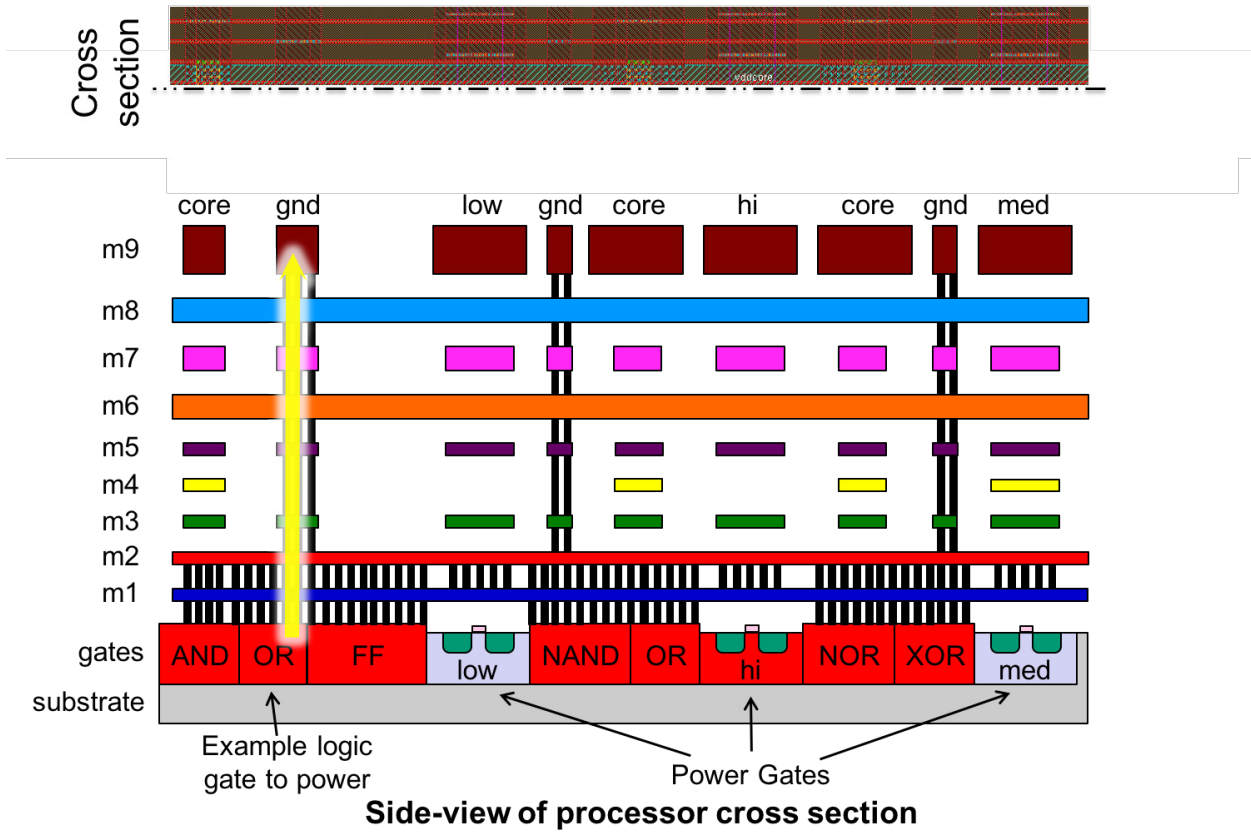 Cross
section
vddcore
core gnd low gnd core hi core gnd med
m9
m8
m7
m6
m5
m4
m3
m2
m1
gates AND OR FF low NAND OR hi NOR XOR med
substrate
Example logic
gate to power
Power Gates
Side-view of processor cross section